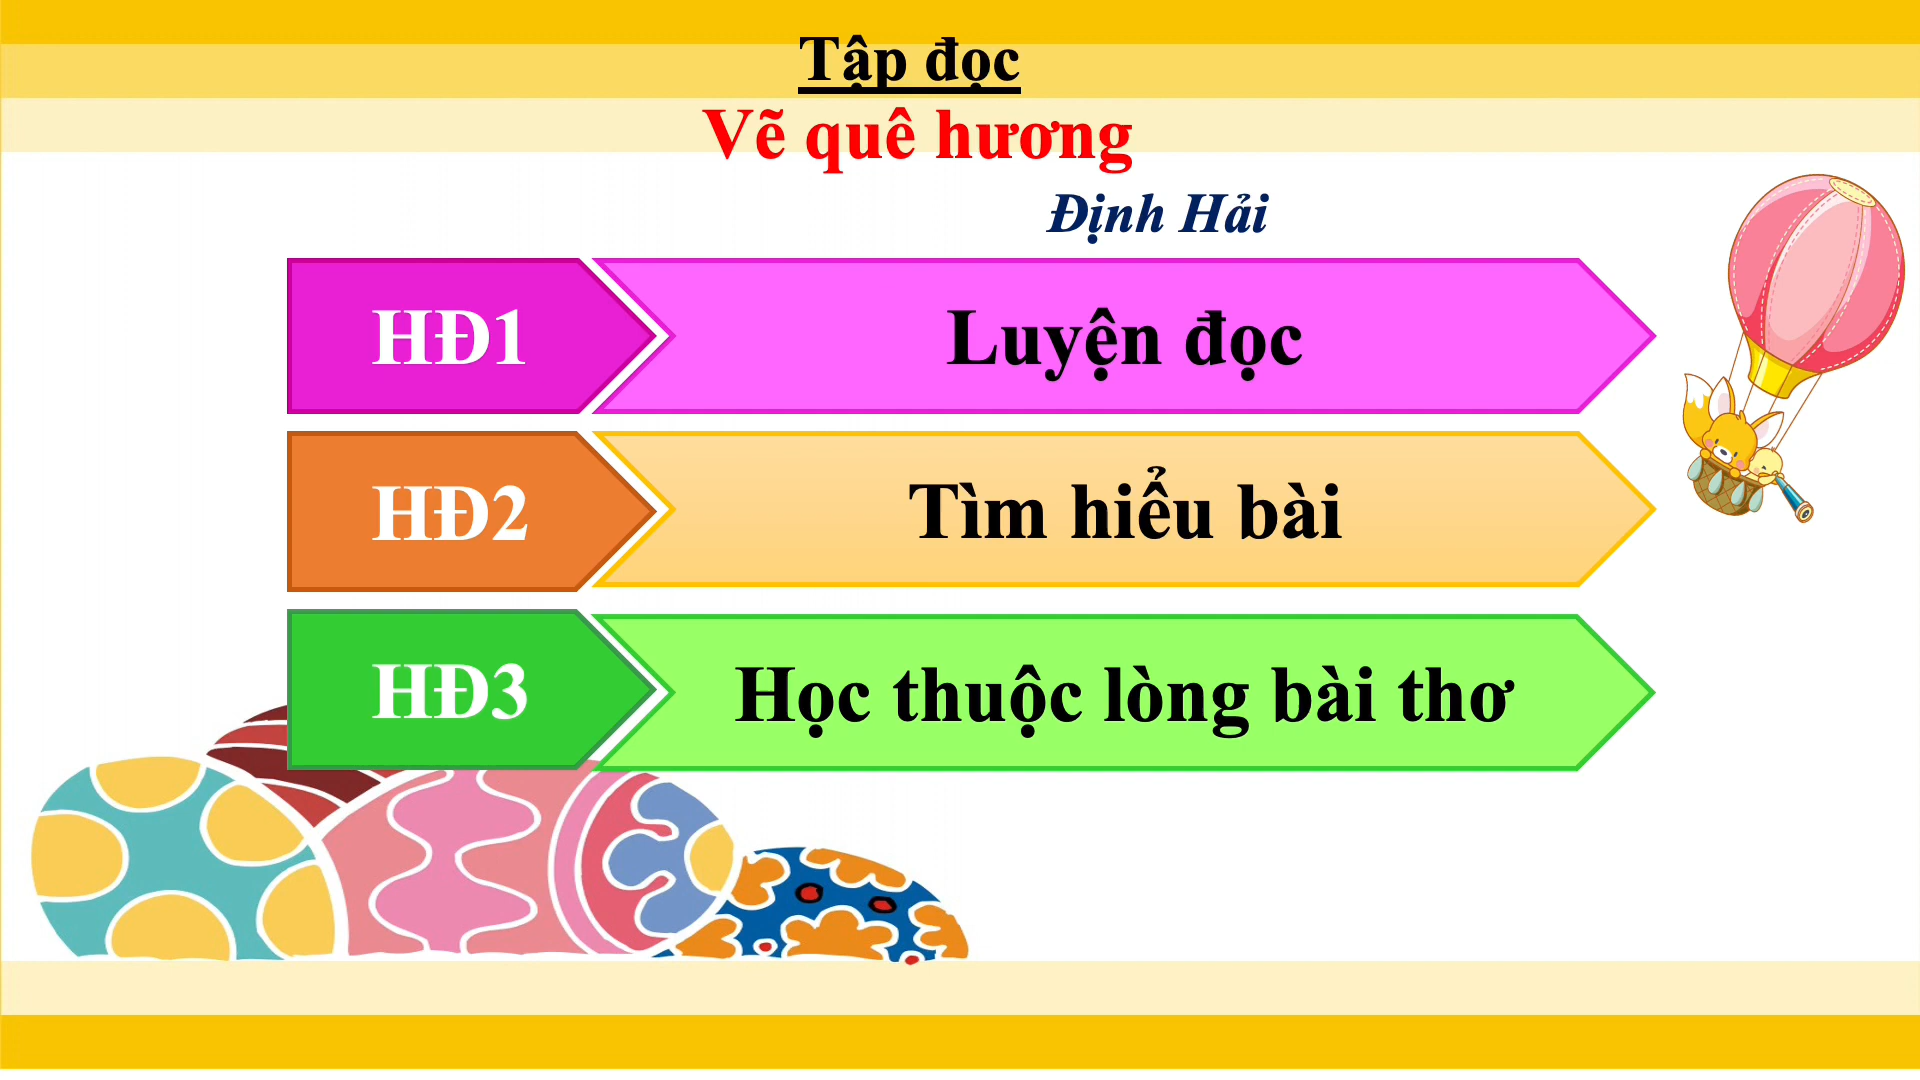 Tập đọc
Vẽ quê hương
Định Hải
HĐ1 Luyện đọc
HĐ2 Tìm hiểu bài
HĐ3 Học thuộc lòng bài thơ